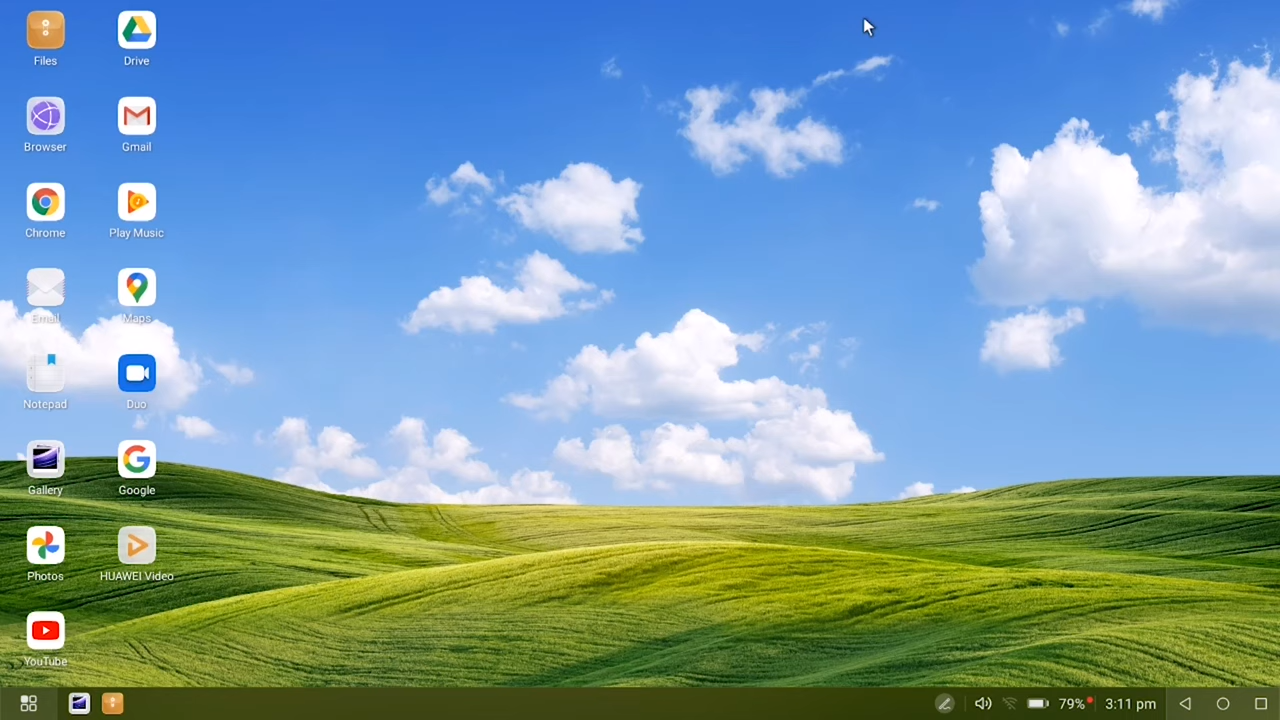 Files
Drive
Browser
Gmail
Chrome
Play Music
Email
Maps
Notepad
Duo
Gallery
Google
Photos
HUAWEI Video
YouTube
79% 3:11 pm